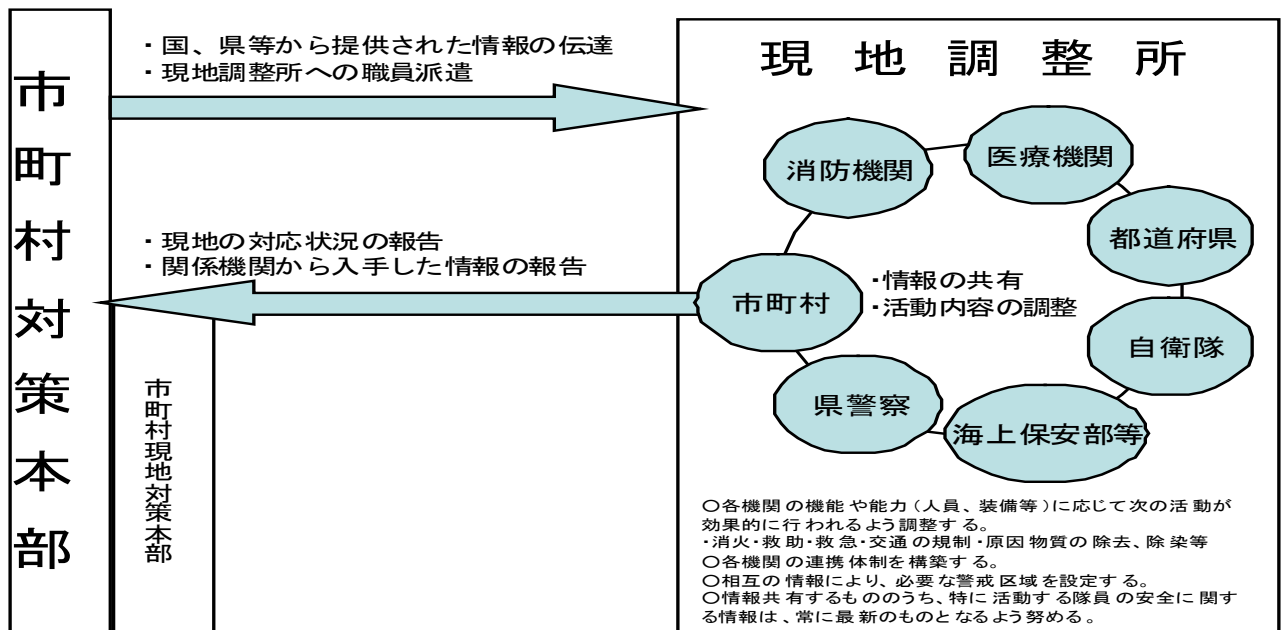 市町村対策本部
・国、県等から提供された情報の伝達
・現地調整所への職員派遣
・現地の対応状況の報告
・関係機関から入手した情報の報告
市町村現地対策本部
現地調整所
消防機関
医療機関
都道府県
自衛隊
海上保安部等
県警察
市町村
・情報の共有
・活動内容の調整
○各機関の機能や能力(人員、装備等)に応じて次の活動が
効果的に行われるよう調整する。
・消火・救助・救急・交通の規制・原因物質の除去、除染等
○各機関の連携体制を構築する。
○相互の情報により、必要な警戒区域を設定する。
○情報共有するもののうち、特に活動する隊員の安全に関す
る情報は、常に最新のものとなるよう努める。